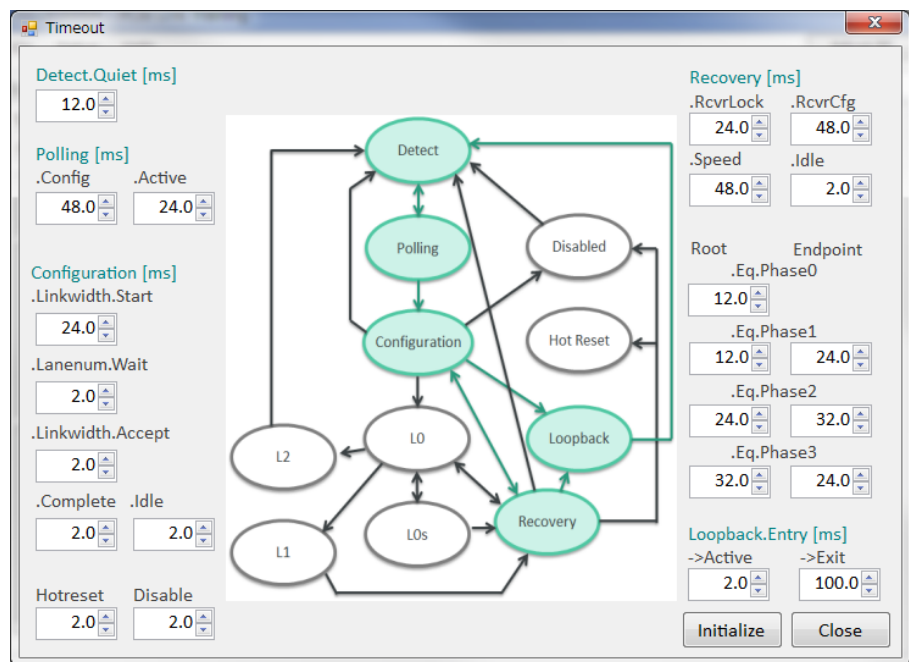 Timeout
Detect.Quiet [ms]
12.0
Polling [ms]
.Config .Active
48.0 24.0
Configuration [ms]
.Linkwidth.Start
24.0
.Lanenum.Wait
2.0
.Linkwidth.Accept
2.0
.Complete .Idle
2.0 2.0
Hotreset Disable
2.0 2.0
Detect
Polling
Disabled
Configuration
Hot Reset
L0
Loopback
L2
Recovery
L0s
L1
Recovery [ms]
.RcvrLock .RcvrCfg
24.0 48.0
.Speed .Idle
48.0 2.0
Root Endpoint
.Eq.Phase0
12.0
.Eq.Phase1
12.0 24.0
.Eq.Phase2
24.0 32.0
.Eq.Phase3
32.0 24.0
Loopback.Entry [ms]
->Active ->Exit
2.0 100.0
Initialize Close